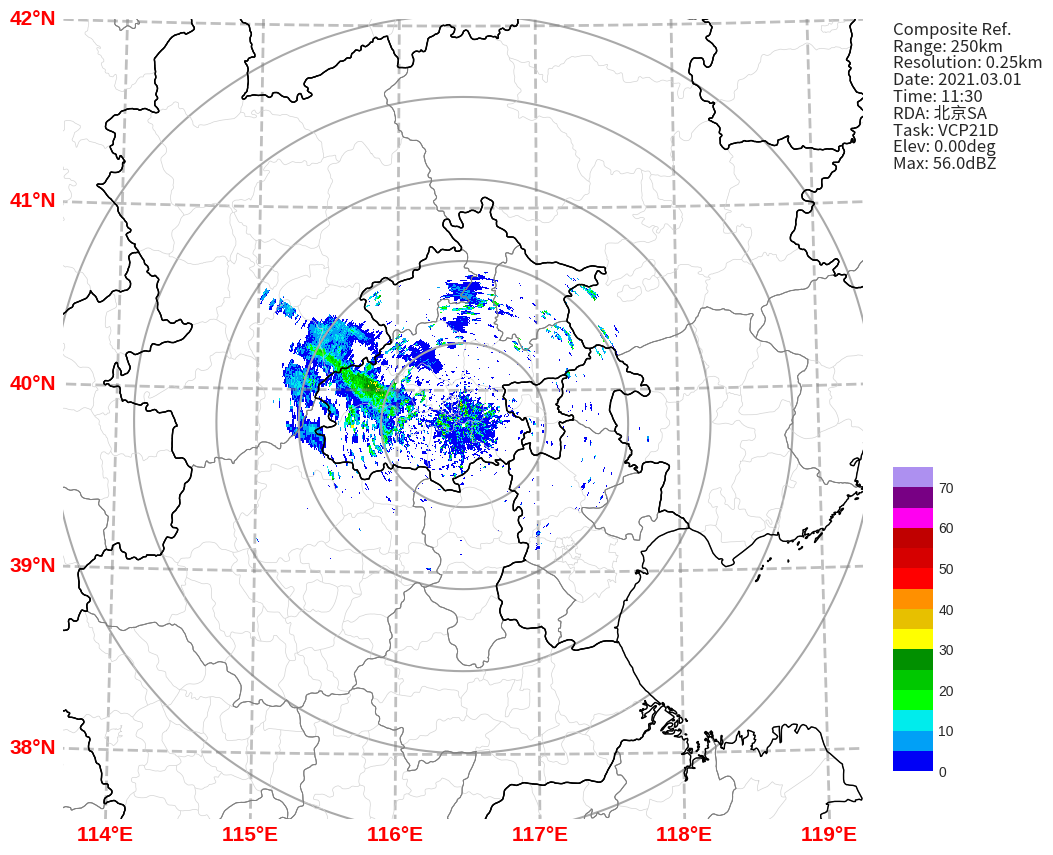 42°N
41°N
40°N
39°N
38°N
114°E
115°E
116°E
117°E
118°E
119°E
Composite Ref.
Range: 250km
Resolution: 0.25km
Date: 2021.03.01
Time: 11:30
RDA: 北京SA
Task: VCP21D
Elev: 0.00deg
Max: 56.0dBZ
70
60
50
40
30
20
10
0